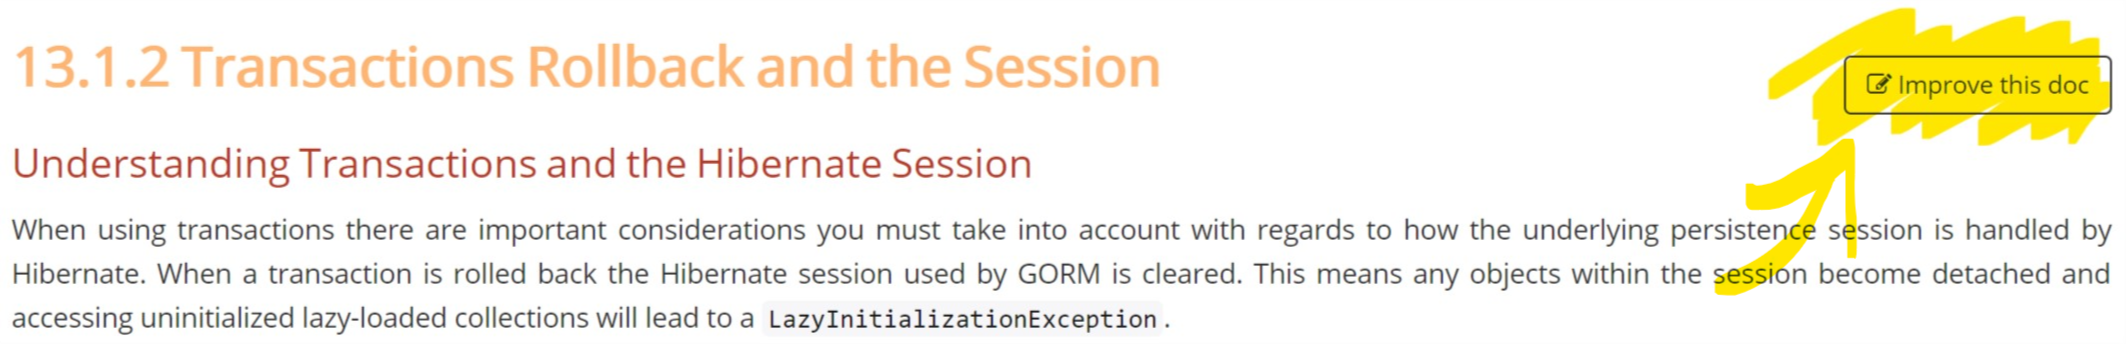 13.1.2 Transactions Rollback and the Session
Improve this doc
Understanding Transactions and the Hibernate Session
When using transactions there are important considerations you must take into account with regards to how the underlying persistence session is handled by
Hibernate. When a transaction is rolled back the Hibernate session used by GORM is cleared. This means any objects within the session become detached and
accessing uninitialized lazy-loaded collections will lead to a LazyInitializationException.